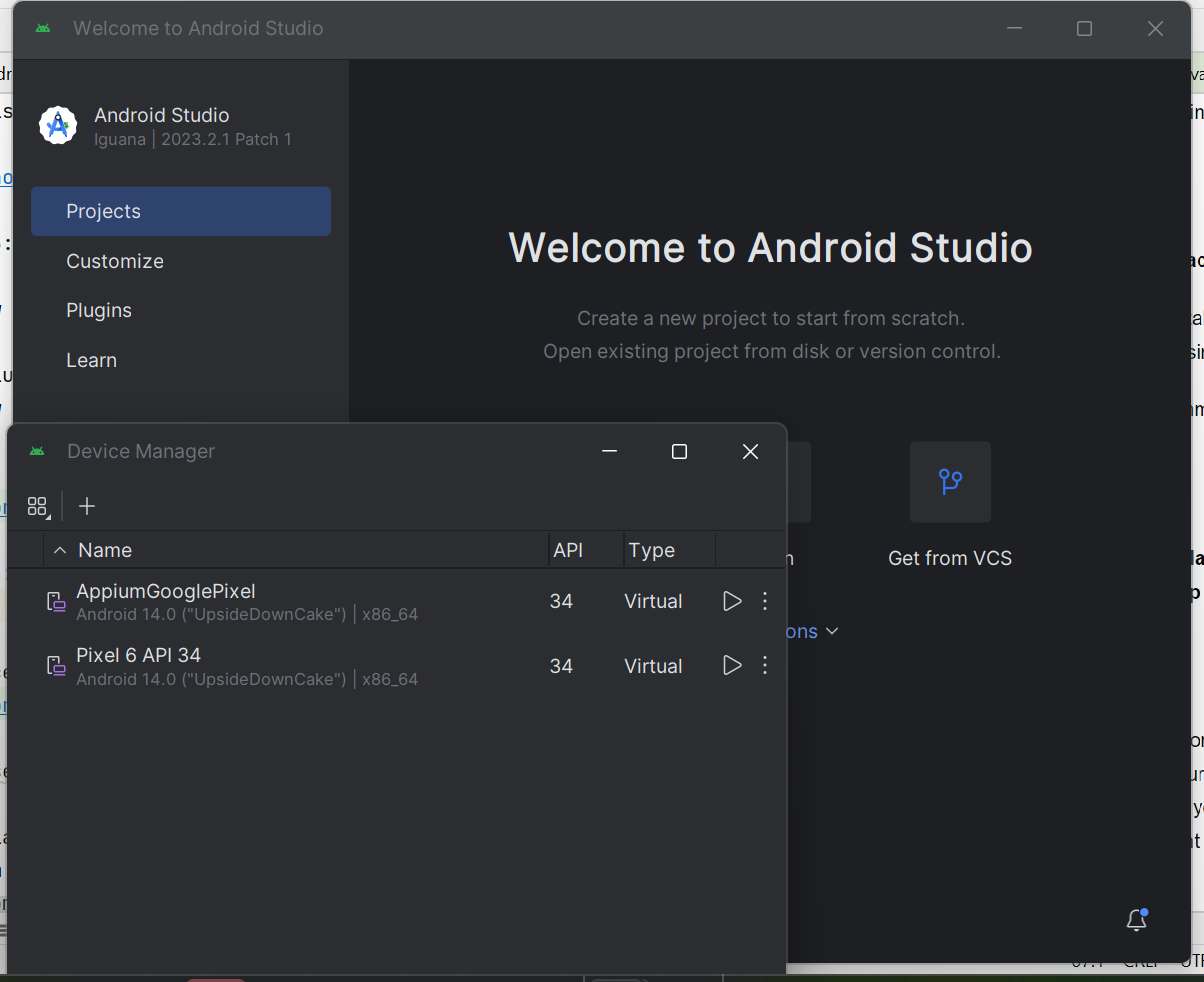 Welcome to Android Studio
Android Studio
Iguana | 2023.2.1 Patch 1
Projects
Customize
Plugins
Learn
Welcome to Android Studio
Create a new project to start from scratch.
Open existing project from disk or version control.
Get from VCS
Device Manager
Name API Type
AppiumGooglePixel
Android 14.0 ("UpsideDownCake") | x86_64
34 Virtual
Pixel 6 API 34
Android 14.0 ("UpsideDownCake") | x86_64
34 Virtual